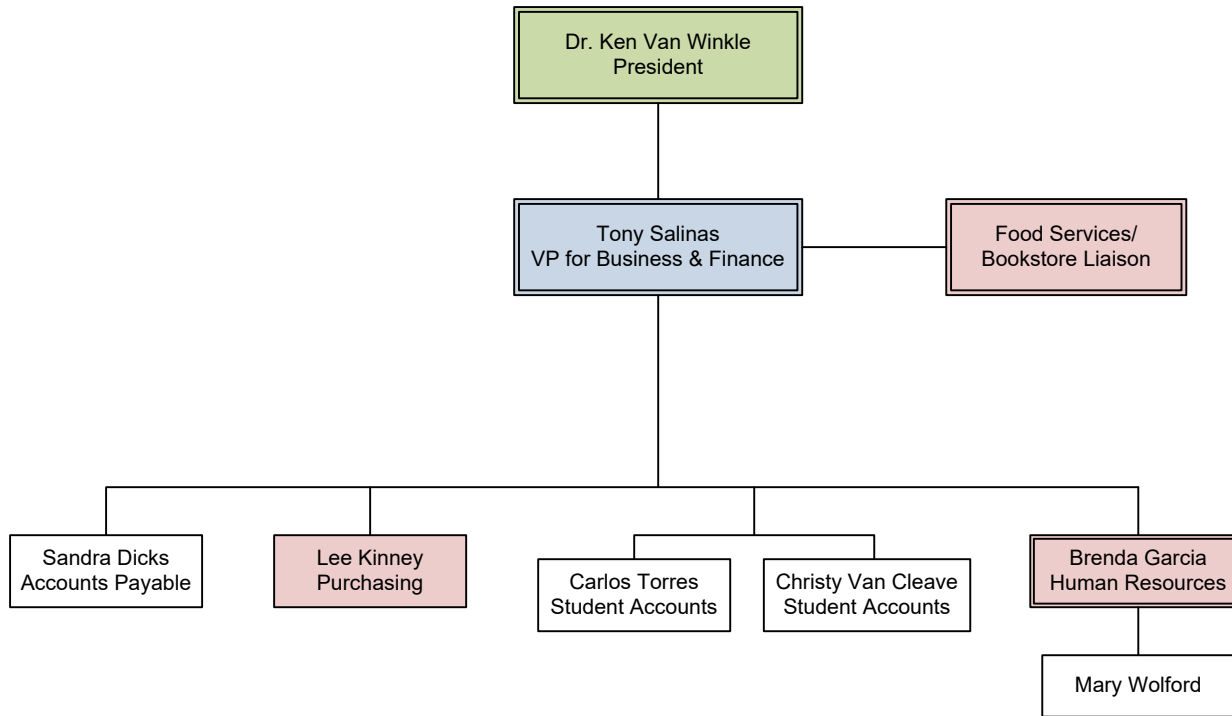 Dr. Ken Van Winkle
President
Tony Salinas
VP for Business & Finance
Food Services/
Bookstore Liaison
Sandra Dicks
Accounts Payable
Lee Kinney
Purchasing
Carlos Torres
Student Accounts
Christy Van Cleave
Student Accounts
Brenda Garcia
Human Resources
Mary Wolford